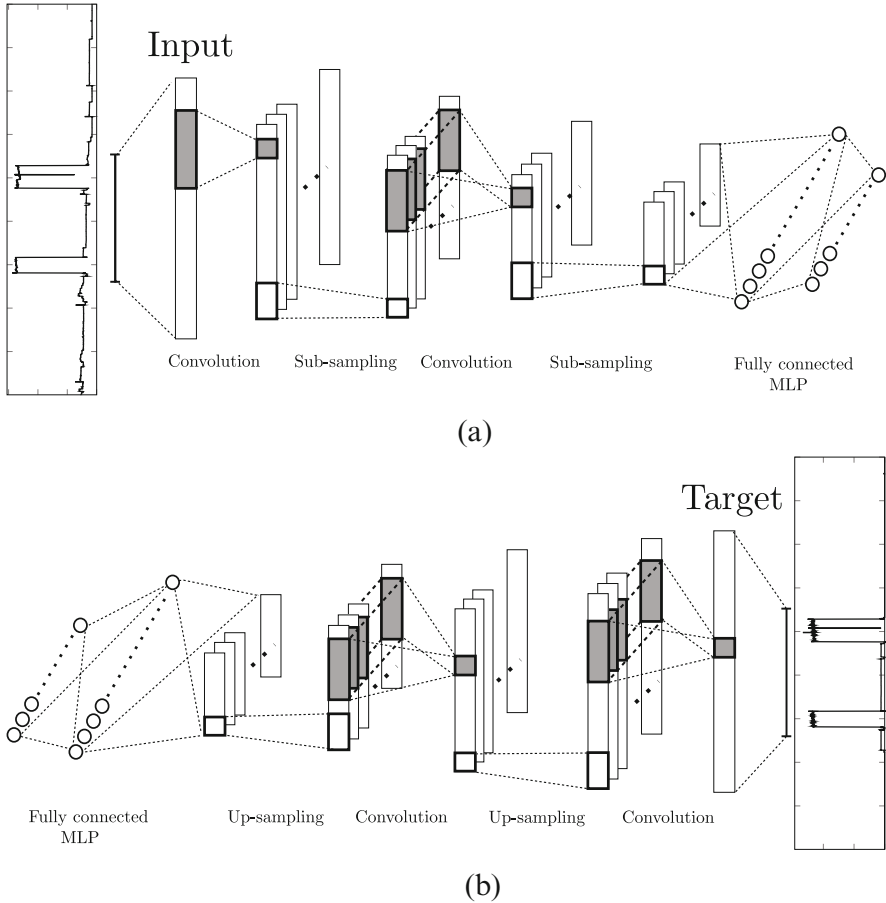 Input
Convolution
Sub-sampling
Convolution
Sub-sampling
Fully connected
MLP
(a)
Target
Fully connected
MLP
Up-sampling
Convolution
Up-sampling
Convolution
(b)